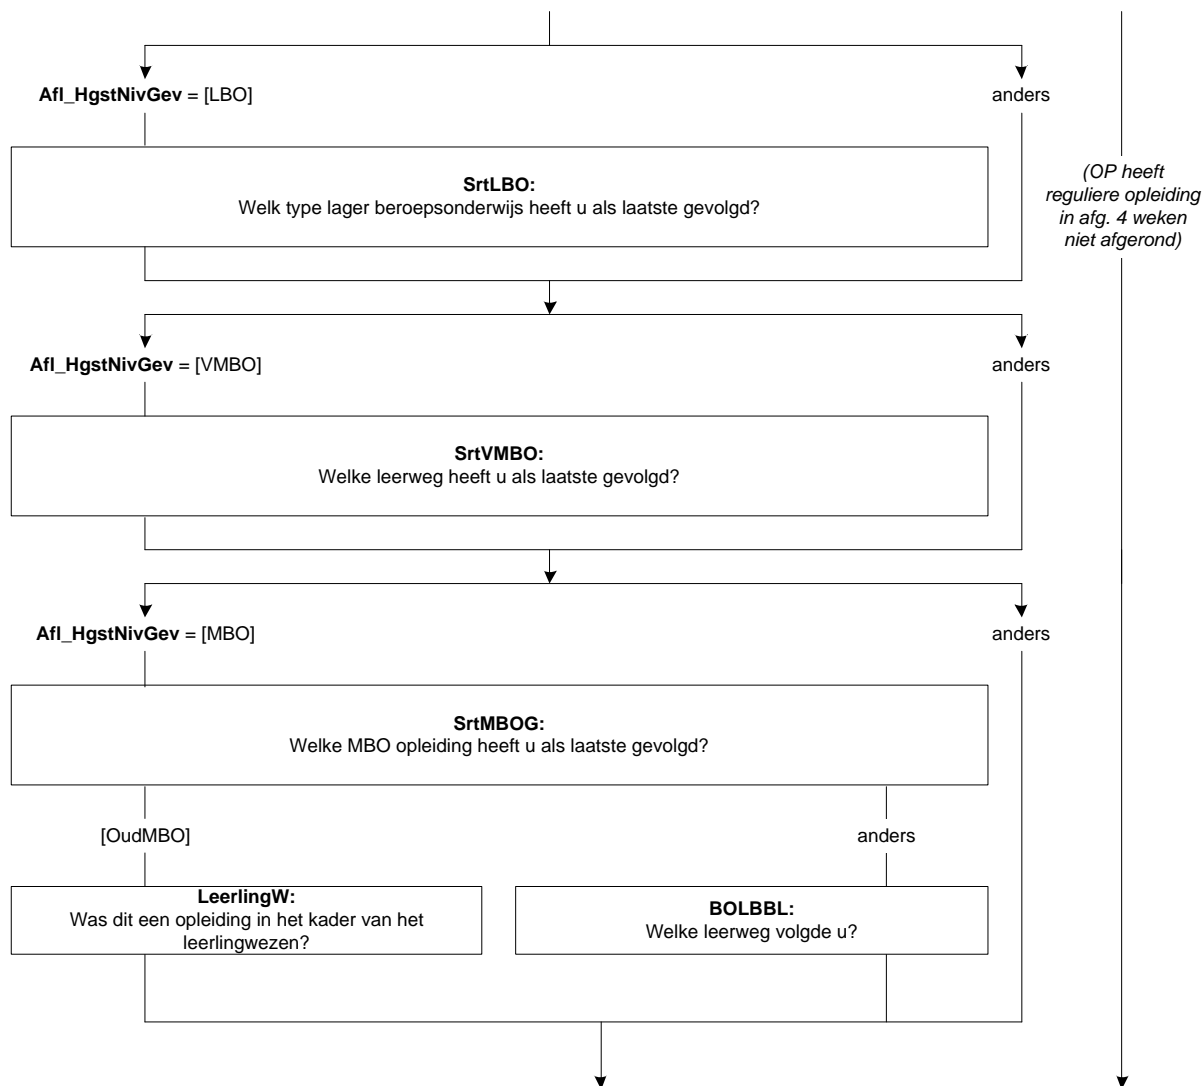 Afl_HgstNivGev = [LBO]
anders
SrtLBO:
Welk type lager beroepsonderwijs heeft u als laatste gevolgd?
(OP heeft
reguliere opleiding
in afg. 4 weken
niet afgerond)
Afl_HgstNivGev = [VMBO]
anders
SrtVMBO:
Welke leerweg heeft u als laatste gevolgd?
Afl_HgstNivGev = [MBO]
anders
SrtMBOG:
Welke MBO opleiding heeft u als laatste gevolgd?
[OudMBO]
anders
LeerlingW:
Was dit een opleiding in het kader van het
leerlingwezen?
BOLBBL:
Welke leerweg volgde u?